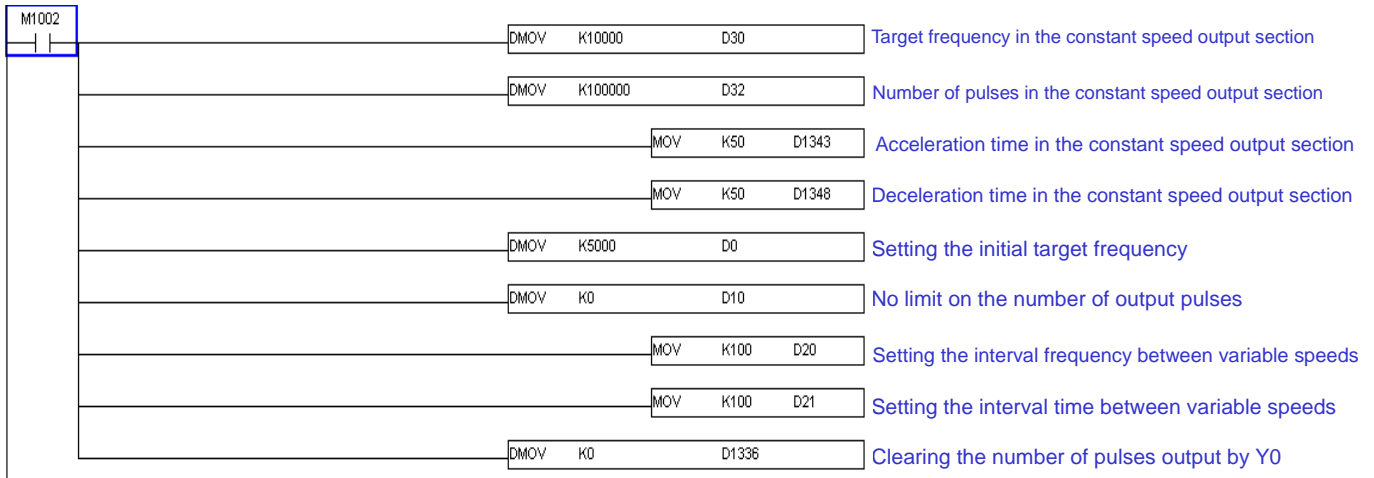 M1002
DMOV K10000 D30 Target frequency in the constant speed output section
DMOV K100000 D32 Number of pulses in the constant speed output section
MOV K50 D1343 Acceleration time in the constant speed output section
MOV K50 D1348 Deceleration time in the constant speed output section
DMOV K5000 D0 Setting the initial target frequency
DMOV K0 D10 No limit on the number of output pulses
MOV K100 D20 Setting the interval frequency between variable speeds
MOV K100 D21 Setting the interval time between variable speeds
DMOV K0 D1336 Clearing the number of pulses output by Y0